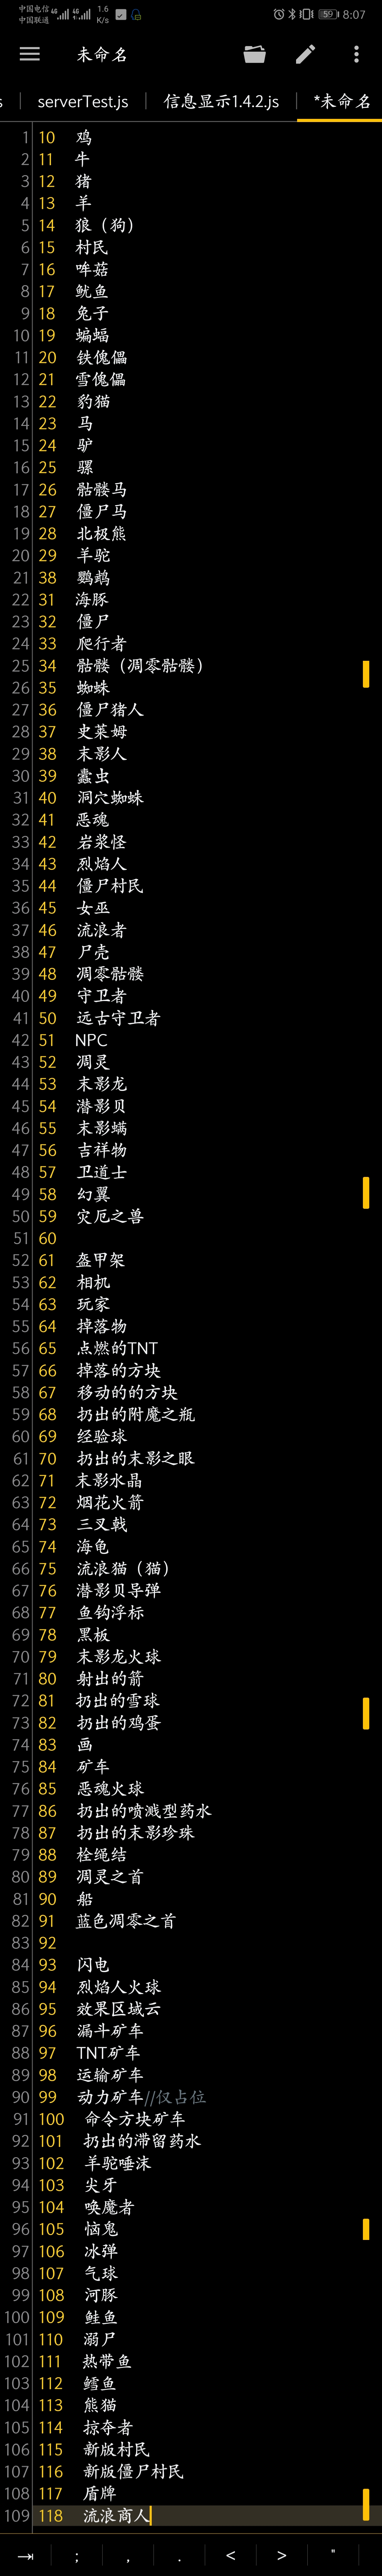 中国电信 4G 4G 1.6 59 8:07
中国联通 K/s
未命名
s serverTest.js 信息显示1.4.2.js *未命名
1 10 鸡
2 11 牛
3 12 猪
4 13 羊
5 14 狼（狗）
6 15 村民
7 16 哞菇
8 17 鱿鱼
9 18 兔子
10 19 蝙蝠
11 20 铁傀儡
12 21 雪傀儡
13 22 豹猫
14 23 马
15 24 驴
16 25 骡
17 26 骷髅马
18 27 僵尸马
19 28 北极熊
20 29 羊驼
21 38 鹦鹉
22 31 海豚
23 32 僵尸
24 33 爬行者
25 34 骷髅（凋零骷髅）
26 35 蜘蛛
27 36 僵尸猪人
28 37 史莱姆
29 38 末影人
30 39 蠹虫
31 40 洞穴蜘蛛
32 41 恶魂
33 42 岩浆怪
34 43 烈焰人
35 44 僵尸村民
36 45 女巫
37 46 流浪者
38 47 尸壳
39 48 凋零骷髅
40 49 守卫者
41 50 远古守卫者
42 51 NPC
43 52 凋灵
44 53 末影龙
45 54 潜影贝
46 55 末影螨
47 56 吉祥物
48 57 卫道士
49 58 幻翼
50 59 灾厄之兽
51 60
52 61 盔甲架
53 62 相机
54 63 玩家
55 64 掉落物
56 65 点燃的TNT
57 66 掉落的方块
58 67 移动的的方块
59 68 扔出的附魔之瓶
60 69 经验球
61 70 扔出的末影之眼
62 71 末影水晶
63 72 烟花火箭
64 73 三叉戟
65 74 海龟
66 75 流浪猫（猫）
67 76 潜影贝导弹
68 77 鱼钩浮标
69 78 黑板
70 79 末影龙火球
71 80 射出的箭
72 81 扔出的雪球
73 82 扔出的鸡蛋
74 83 画
75 84 矿车
76 85 恶魂火球
77 86 扔出的喷溅型药水
78 87 扔出的末影珍珠
79 88 栓绳结
80 89 凋灵之首
81 90 船
82 91 蓝色凋零之首
83 92
84 93 闪电
85 94 烈焰人火球
86 95 效果区域云
87 96 漏斗矿车
88 97 TNT矿车
89 98 运输矿车
90 99 动力矿车//仅占位
91 100 命令方块矿车
92 101 扔出的滞留药水
93 102 羊驼唾沫
94 103 尖牙
95 104 唤魔者
96 105 恼鬼
97 106 冰弹
98 107 气球
99 108 河豚
100 109 鲑鱼
101 110 溺尸
102 111 热带鱼
103 112 鳕鱼
104 113 熊猫
105 114 掠夺者
106 115 新版村民
107 116 新版僵尸村民
108 117 盾牌
109 118 流浪商人
→ ; , . < > "